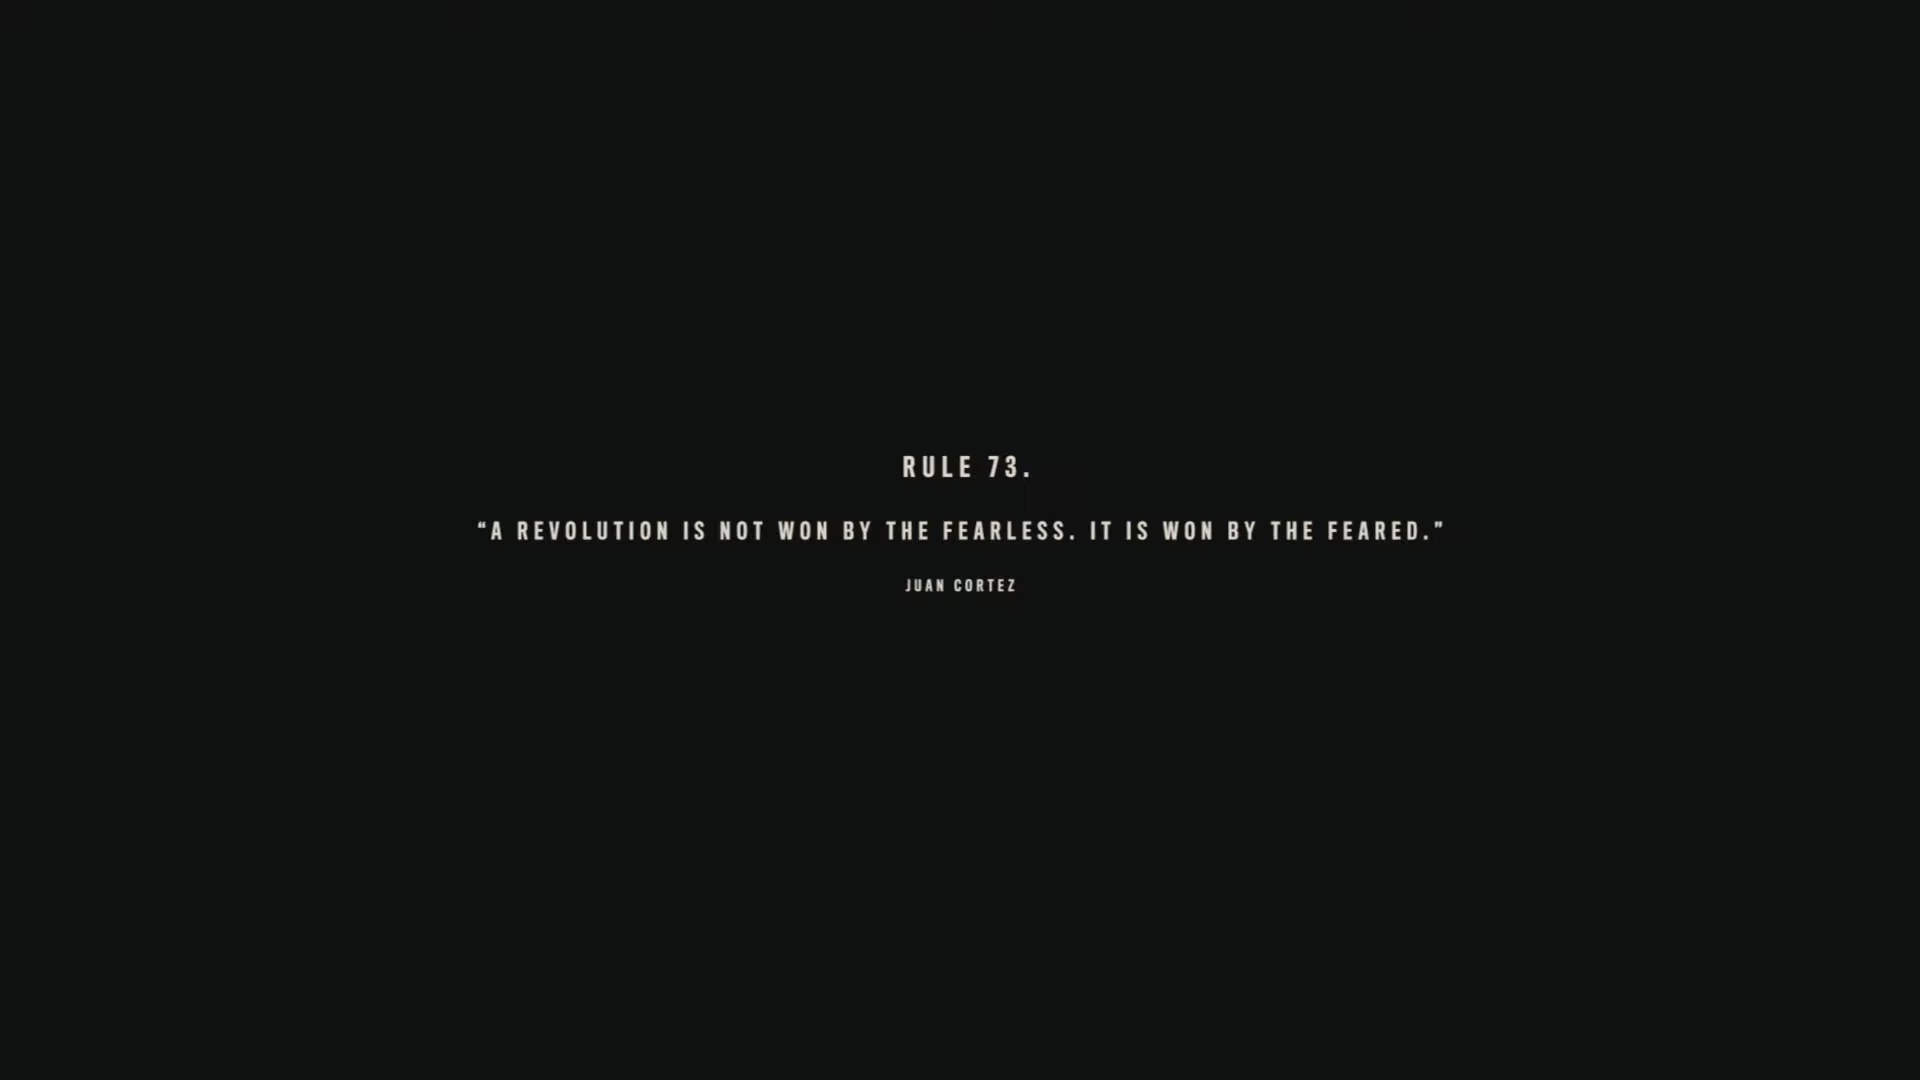 RULE 73.
“A REVOLUTION IS NOT WON BY THE FEARLESS. IT IS WON BY THE FEARED.”
JUAN CORTEZ